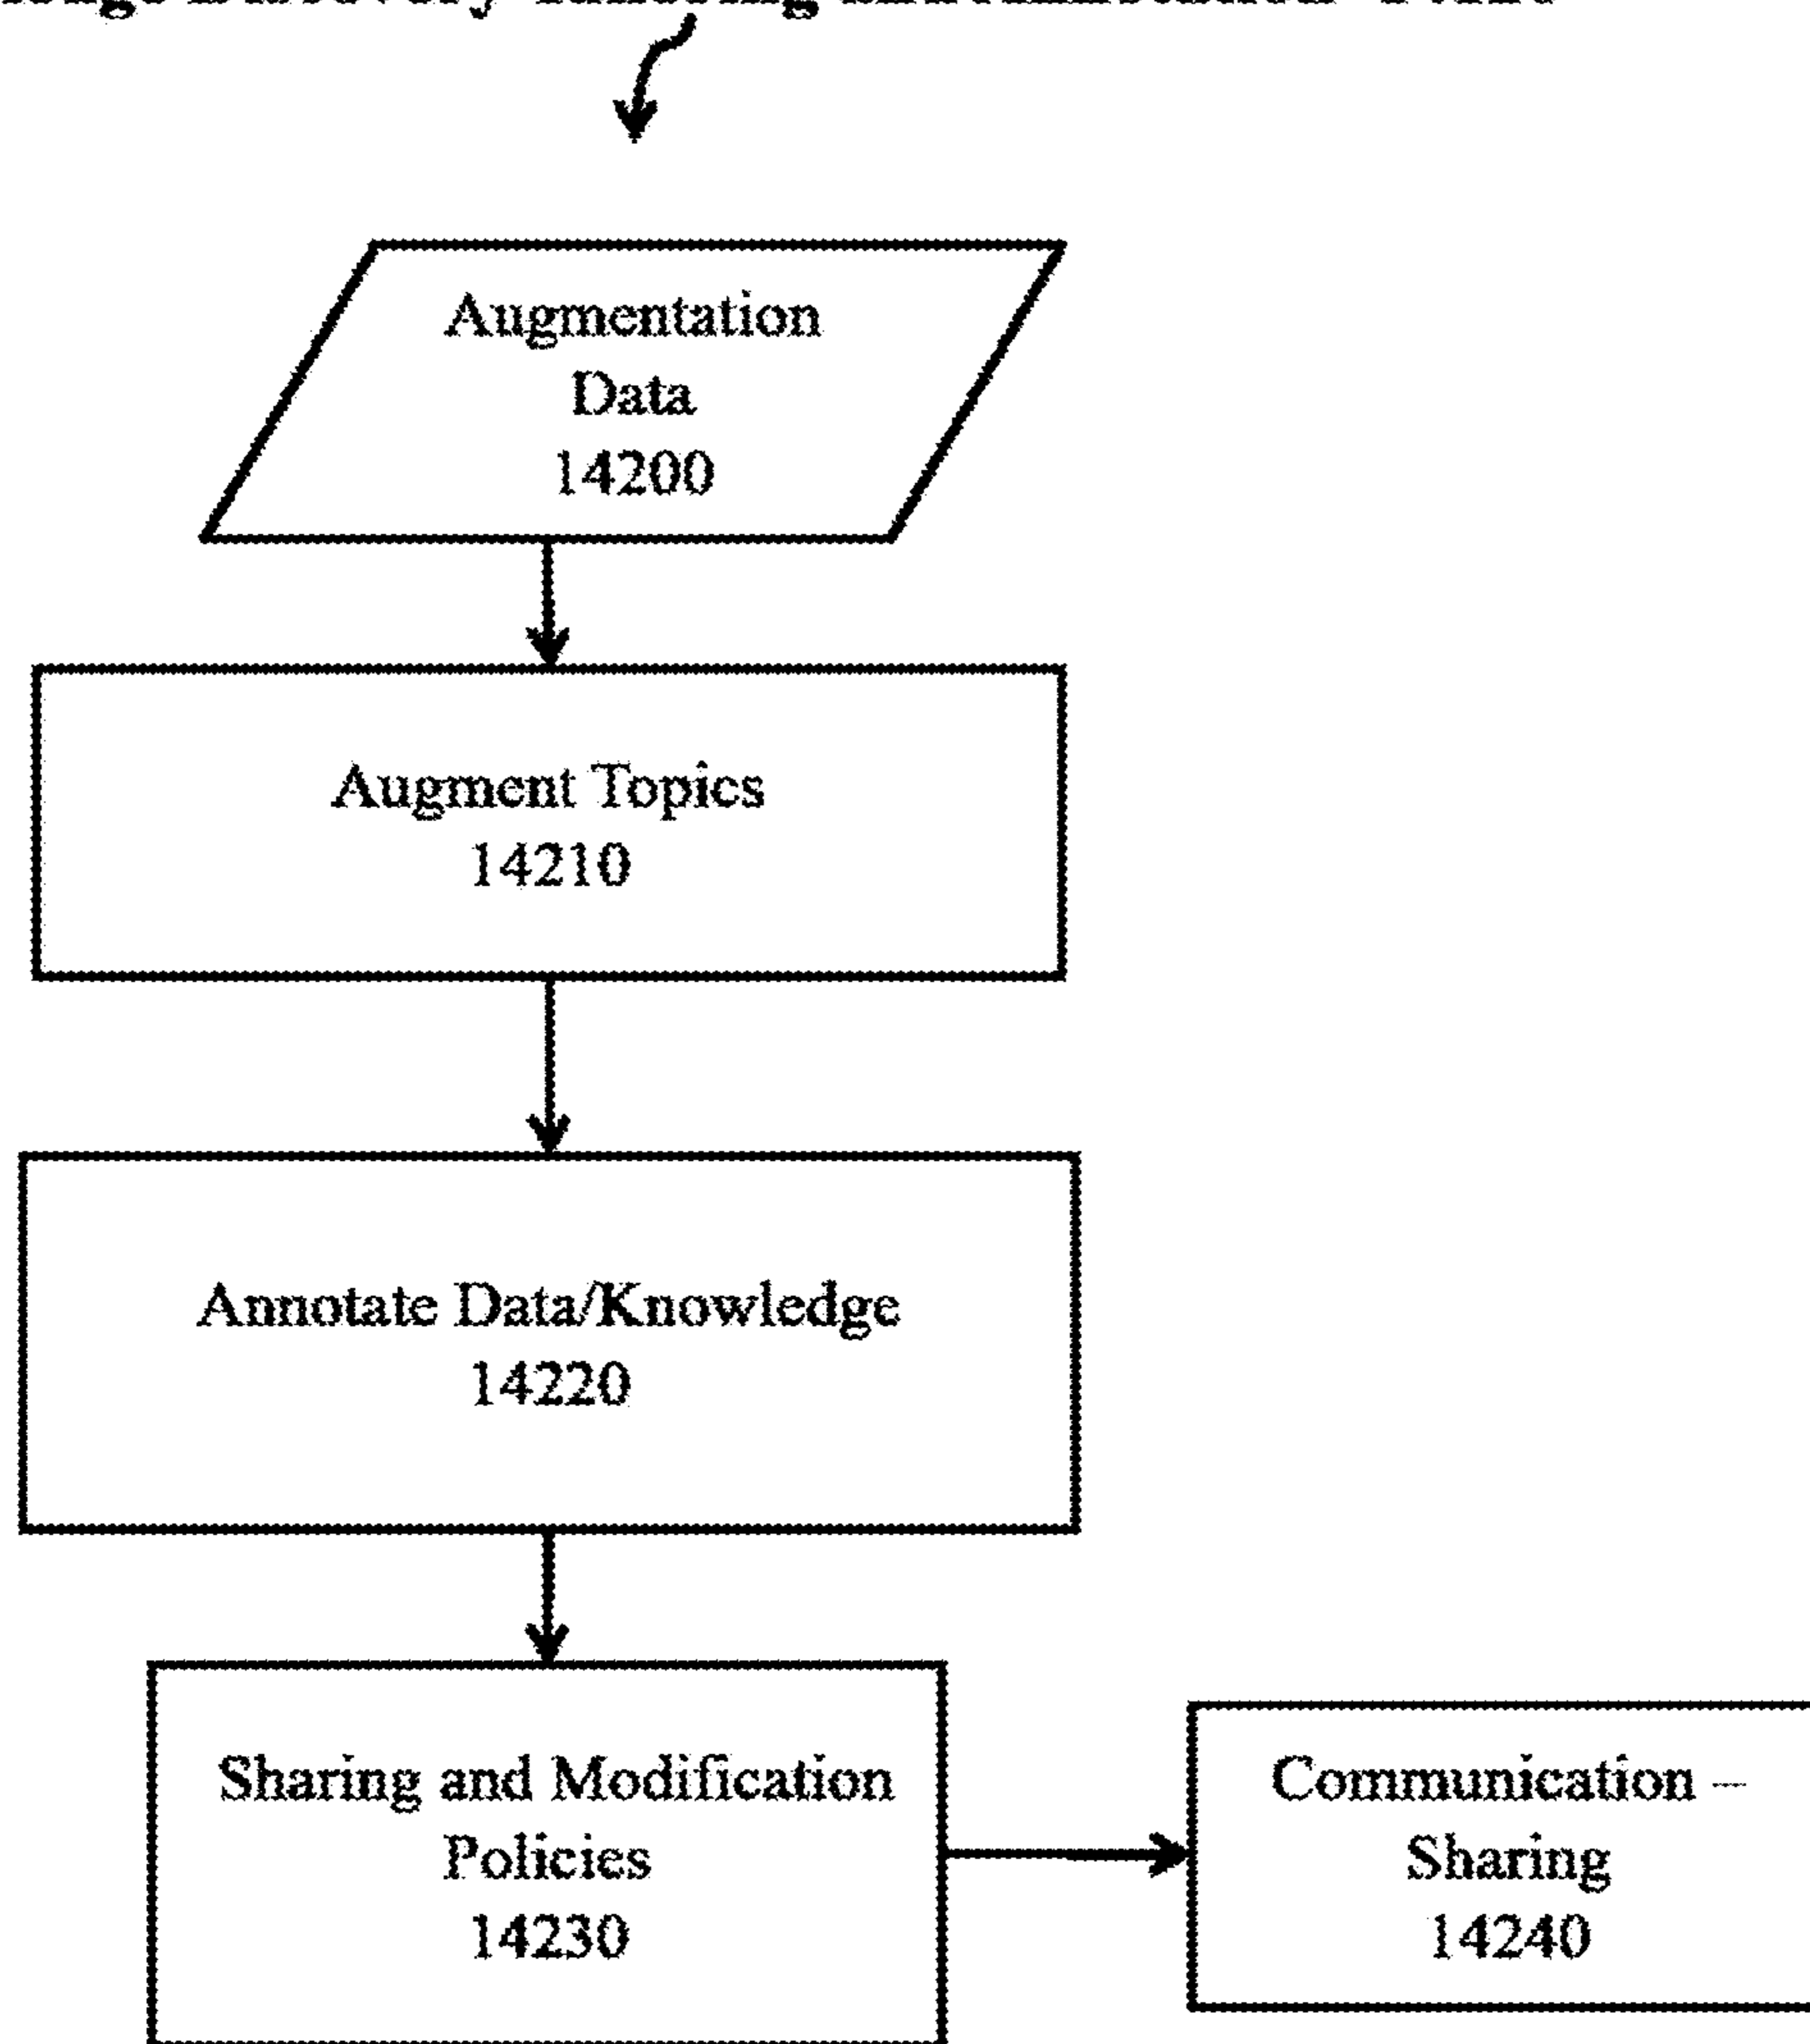 Augmentation
Data
14200
Augment Topics
14210
Annotate Data/Knowledge
14220
Sharing and Modification
Policies
14230
Communication –
Sharing
14240